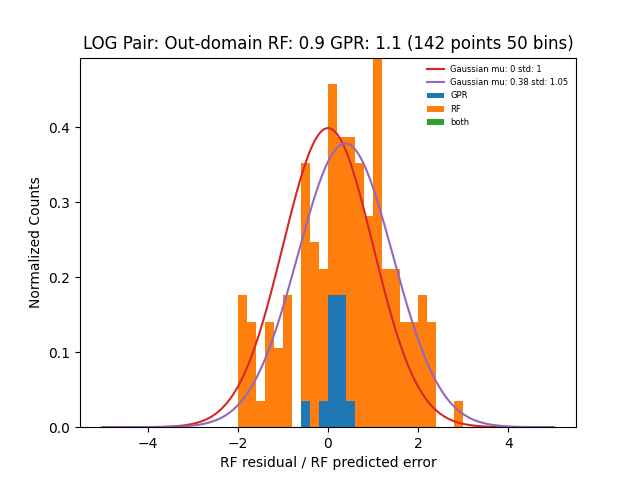 LOG Pair: Out-domain RF: 0.9 GPR: 1.1 (142 points 50 bins)
Gaussian mu: 0 std: 1
Gaussian mu: 0.38 std: 1.05
GPR
RF
both
Normalized Counts
0.4
0.3
0.2
0.1
0.0
−4
−2
0
2
4
RF residual / RF predicted error